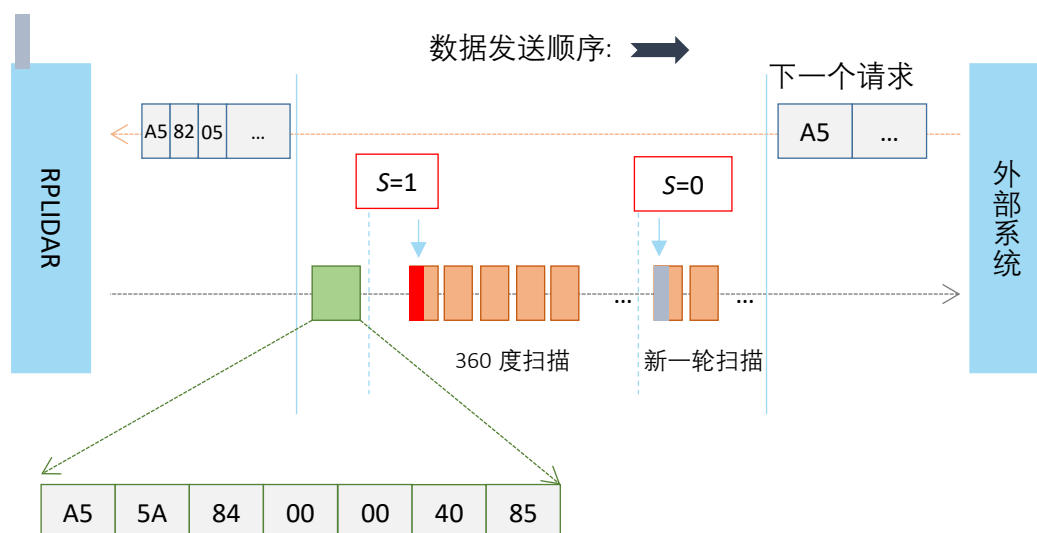 数据发送顺序:
下一个请求
A5 82 05 ...
A5 ...
RPLIDAR
外部系统
S=1
S=0
... ...
360 度扫描
新一轮扫描
A5 5A 84 00 00 40 85